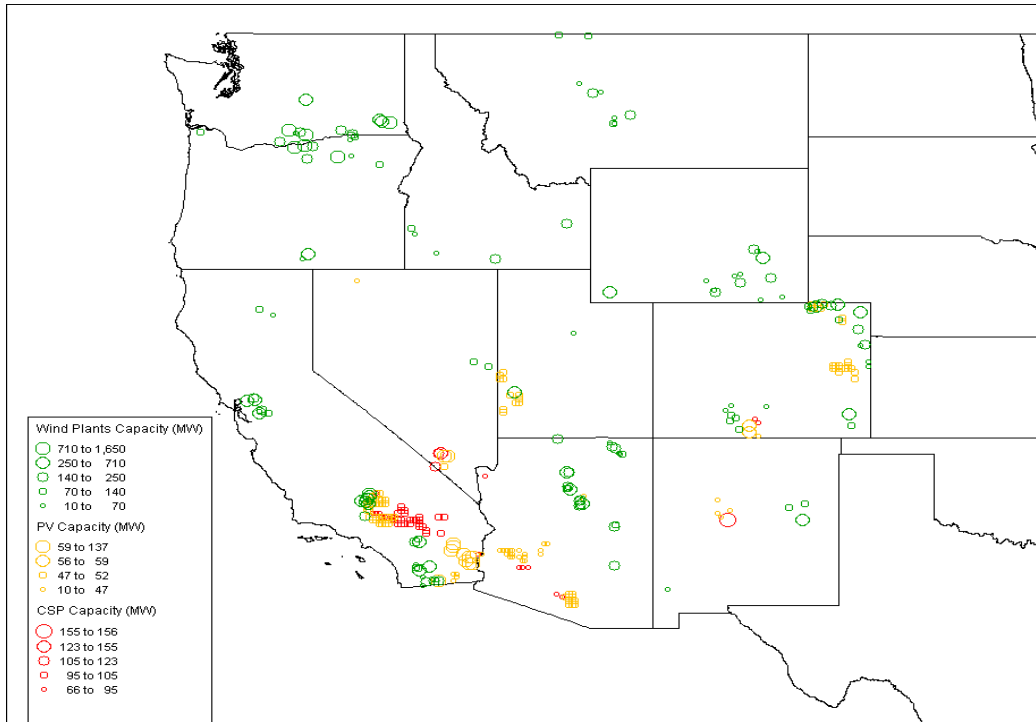 Wind Plants Capacity (MW)
710 to 1,650
250 to 710
140 to 250
70 to 140
10 to 70
PV Capacity (MW)
59 to 137
56 to 59
47 to 52
10 to 47
CSP Capacity (MW)
155 to 156
123 to 155
105 to 123
95 to 105
66 to 95